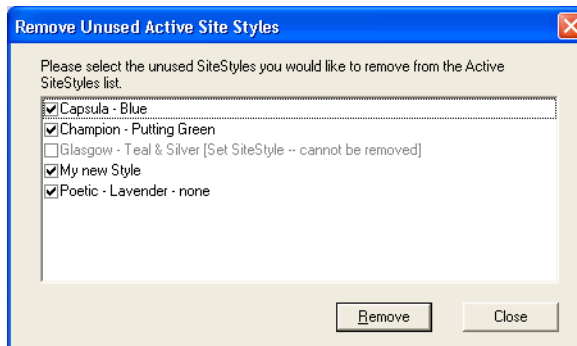 Remove Unused Active Site Styles
Please select the unused SiteStyles you would like to remove from the Active
SiteStyles list.
Capsula - Blue
Champion - Putting Green
Glasgow - Teal & Silver [Set SiteStyle -- cannot be removed]
My new Style
Poetic - Lavender - none
Remove
Close